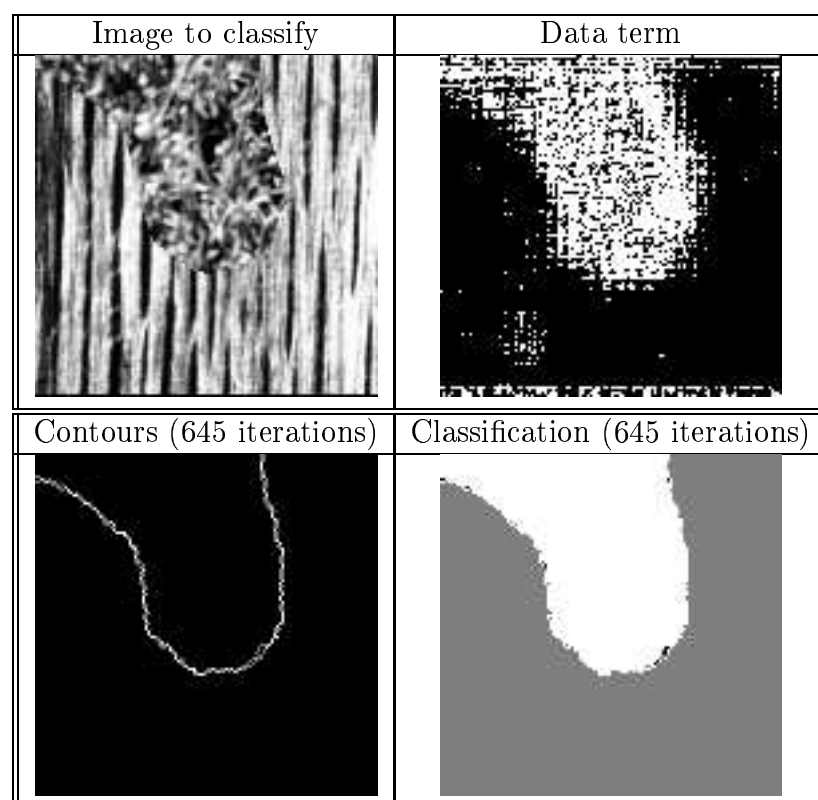 Image to classify
Data term
Contours (645 iterations)
Classification (645 iterations)